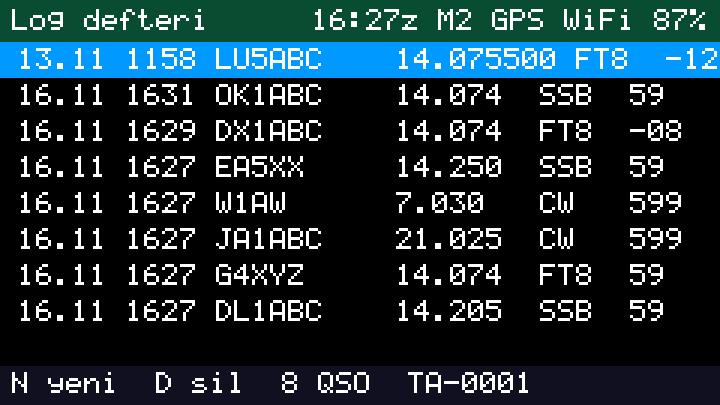 Log defteri 16:27z M2 GPS WiFi 87%
13.11 1158 LU5ABC 14.075500 FT8 -12
16.11 1631 OK1ABC 14.074 SSB 59
16.11 1629 DX1ABC 14.074 FT8 -08
16.11 1627 EA5XX 14.250 SSB 59
16.11 1627 W1AW 7.030 CW 599
16.11 1627 JA1ABC 21.025 CW 599
16.11 1627 G4XYZ 14.074 FT8 59
16.11 1627 DL1ABC 14.205 SSB 59
N yeni D sil 8 QSO TA-0001